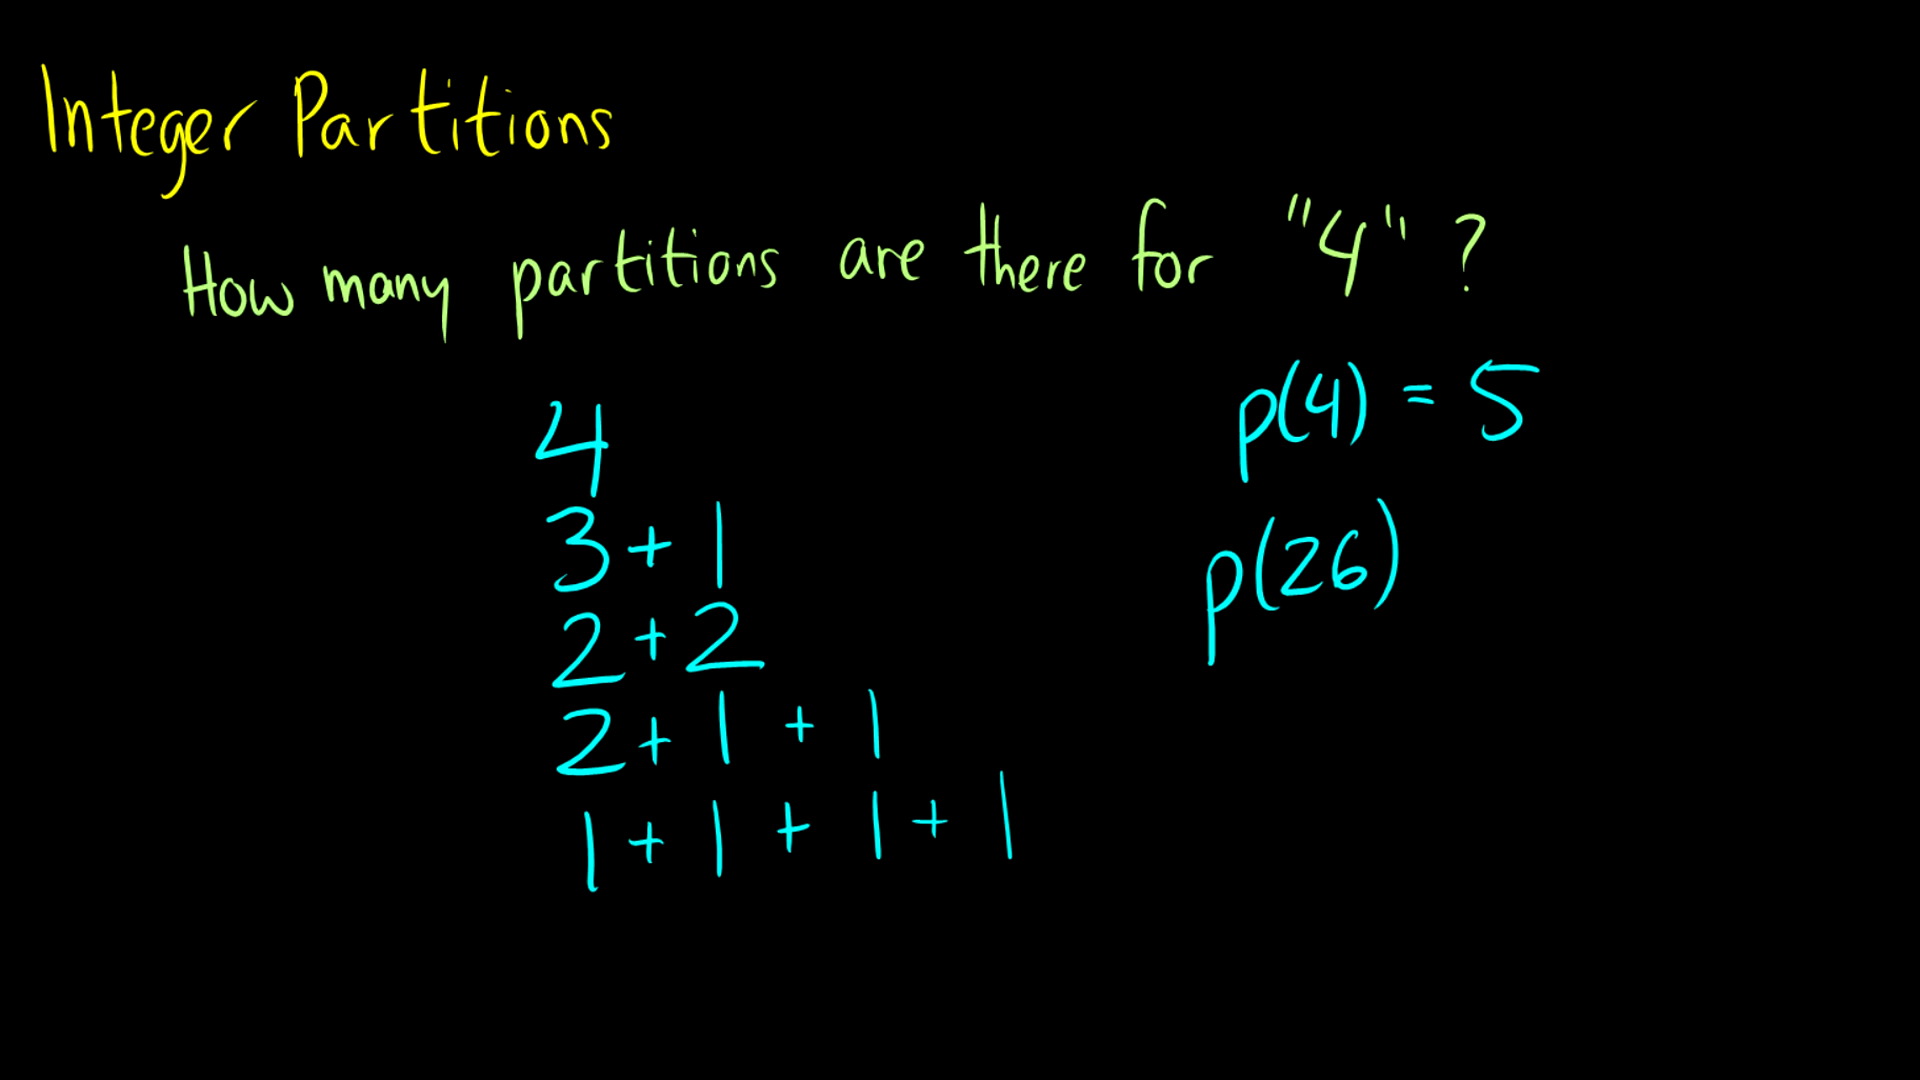 Integer Partitions
How many partitions are there for "4" ?
4
3 + 1
2 + 2
2 + 1 + 1
1 + 1 + 1 + 1
p(4) = 5
p(26)